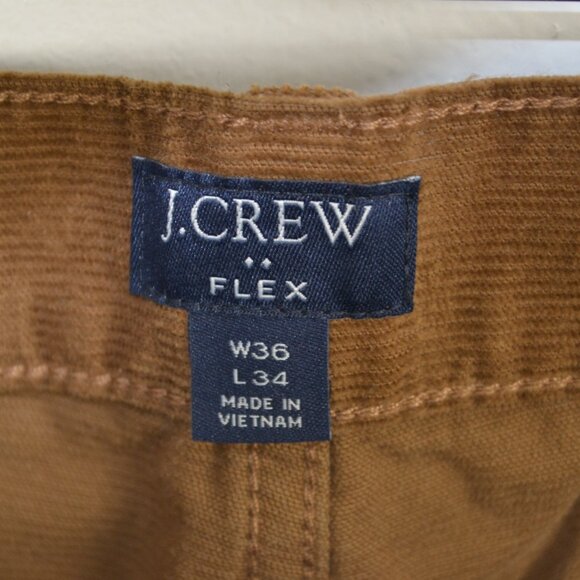 J.CREW
FLEX
W36
L34
MADE IN
VIETNAM